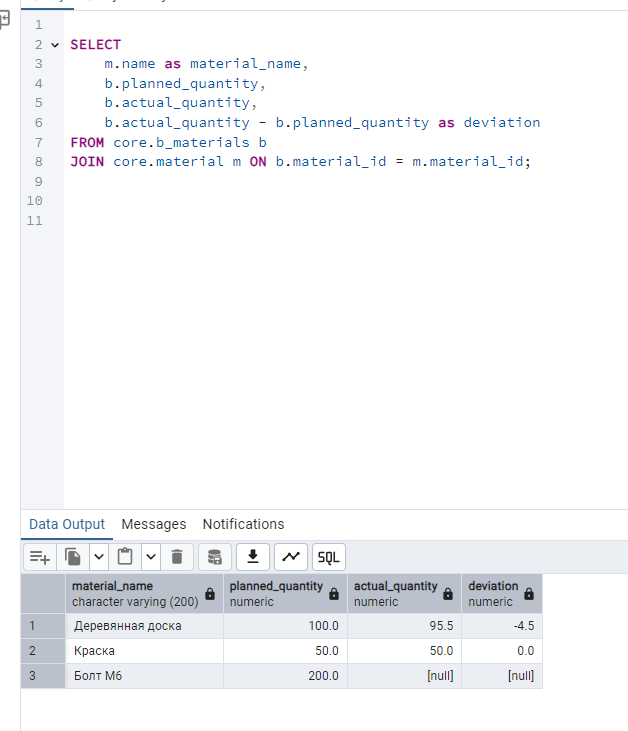 1
2 SELECT
3 m.name as material_name,
4 b.planned_quantity,
5 b.actual_quantity,
6 b.actual_quantity - b.planned_quantity as deviation
7 FROM core.b_materials b
8 JOIN core.material m ON b.material_id = m.material_id;
9
10
11
Data Output Messages Notifications
SQL
material_name planned_quantity actual_quantity deviation
character varying (200) numeric numeric numeric
1 Деревянная доска 100.0 95.5 -4.5
2 Краска 50.0 50.0 0.0
3 Болт М6 200.0 [null] [null]